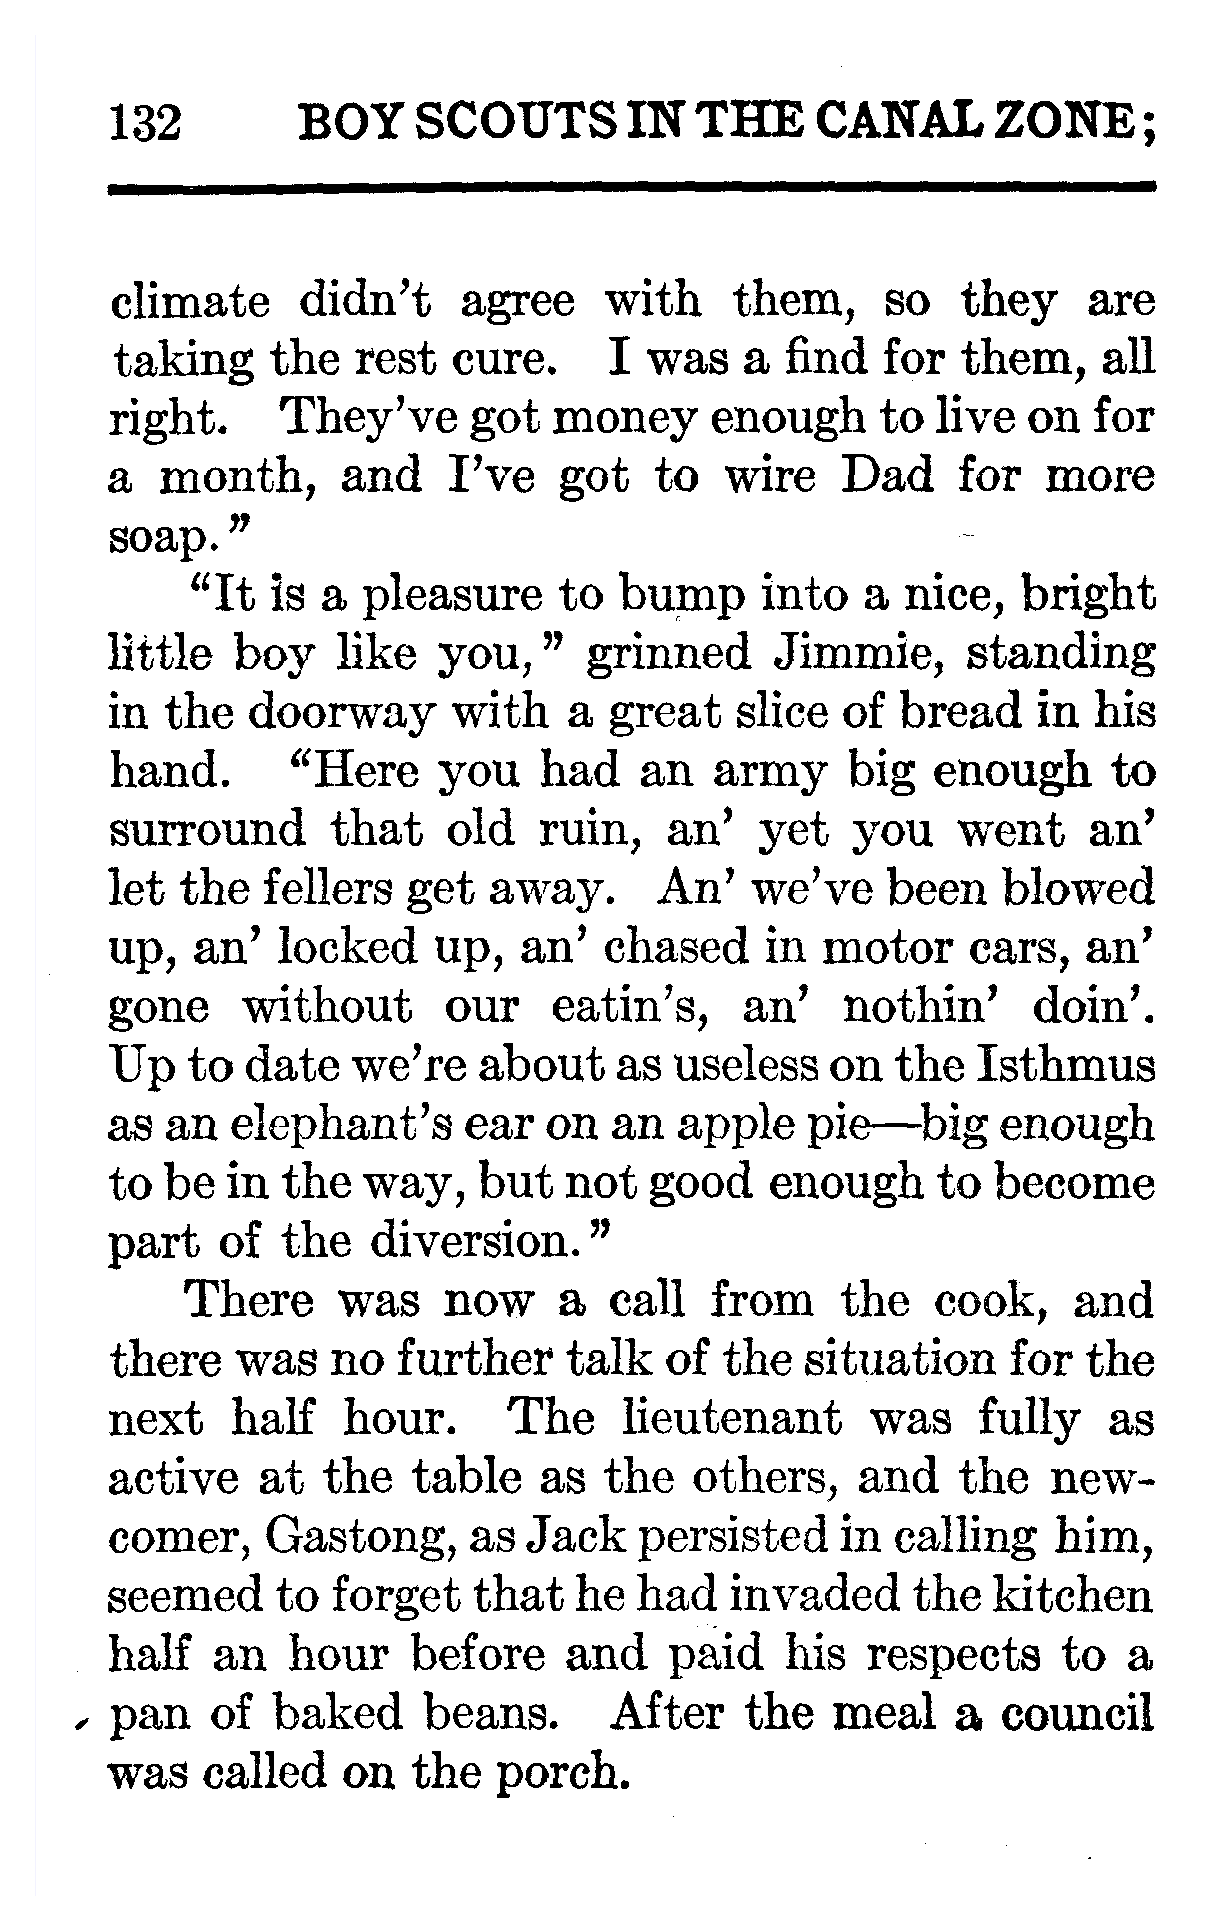 132 BOY SCOUTS IN THE CANAL ZONE;
climate didn't agree with them, so they are
taking the rest cure. I was a find for them, all
right. They've got money enough to live on for
a month, and I've got to wire Dad for more
soap."
"It is a pleasure to bump into a nice, bright
little boy like you," grinned Jimmie, standing
in the doorway with a great slice of bread in his
hand. "Here you had an army big enough to
surround that old ruin, an' yet you went an'
let the fellers get away. An' we've been blowed
up, an' locked up, an' chased in motor cars, an'
gone without our eatin's, an' nothin' doin'.
Up to date we're about as useless on the Isthmus
as an elephant's ear on an apple pie—big enough
to be in the way, but not good enough to become
part of the diversion."
There was now a call from the cook, and
there was no further talk of the situation for the
next half hour. The lieutenant was fully as
active at the table as the others, and the new-
comer, Gastong, as Jack persisted in calling him,
seemed to forget that he had invaded the kitchen
half an hour before and paid his respects to a
pan of baked beans. After the meal a council
was called on the porch.